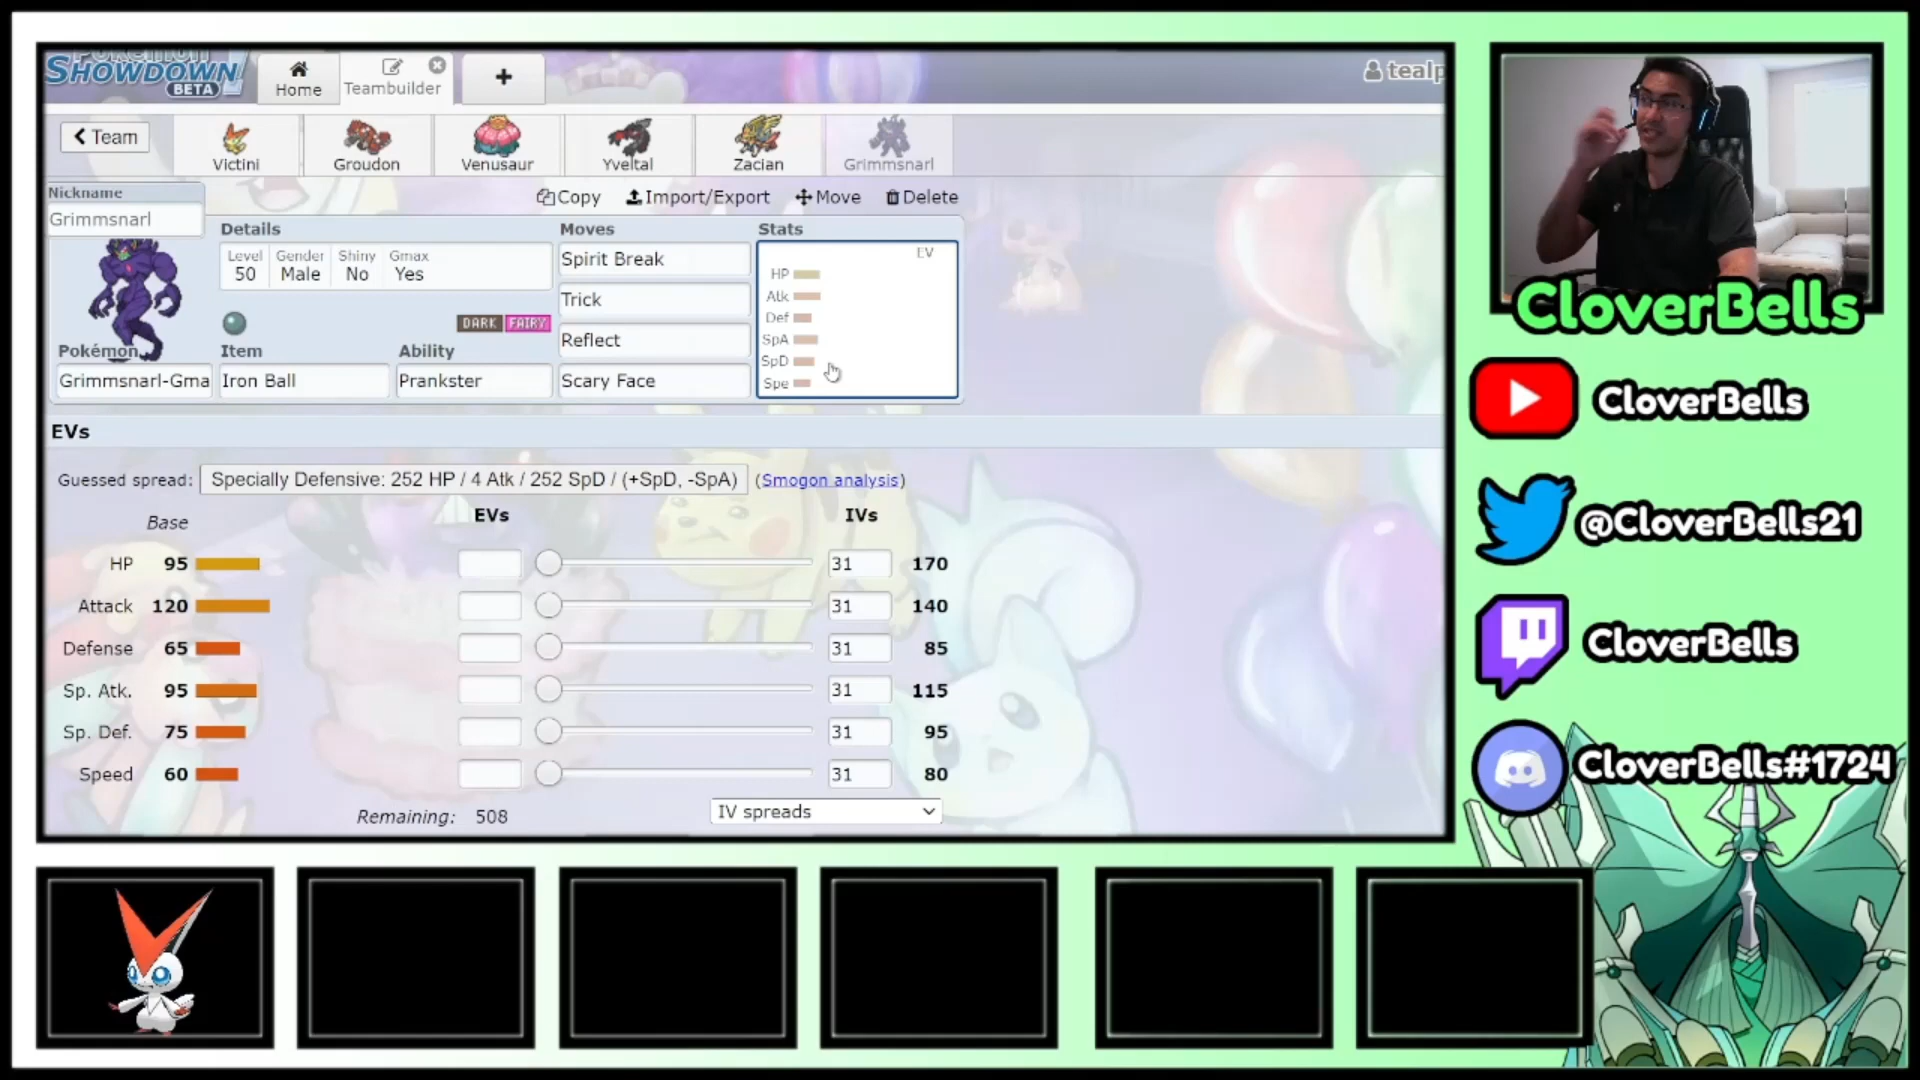 Pokémon
SHOWDOWN
BETA
Home
Teambuilder
tealp
Team
Victini
Groudon
Venusaur
Yveltal
Zacian
Grimmsnarl
Nickname
Grimmsnarl
Copy
Import/Export
Move
Delete
Details
Moves
Stats
Level
50
Gender
Male
Shiny
No
Gmax
Yes
Spirit Break
Trick
Reflect
Scary Face
EV
HP
Atk
Def
SpA
SpD
Spe
DARK
FAIRY
Pokémon
Grimmsnarl-Gma
Item
Iron Ball
Ability
Prankster
EVs
Guessed spread: Specially Defensive: 252 HP / 4 Atk / 252 SpD / (+SpD, -SpA) (Smogon analysis)
Base EVs IVs
HP 95 31 170
Attack 120 31 140
Defense 65 31 85
Sp. Atk. 95 31 115
Sp. Def. 75 31 95
Speed 60 31 80
Remaining: 508
IV spreads
CloverBells
CloverBells
@CloverBells21
CloverBells
CloverBells#1724